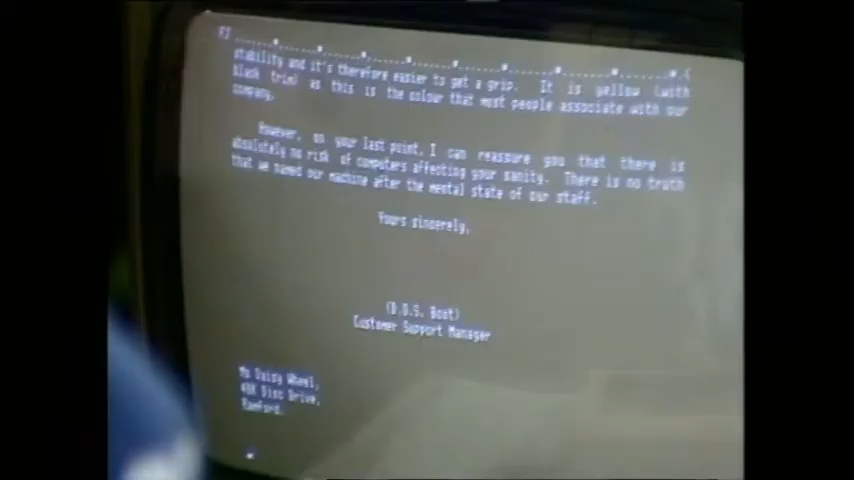 stability and it's therefore easier to get a grip. It is yellow (with
black trim) as this is the colour that most people associate with our
company.
However, on your last point, I can reassure you that there is
absolutely no risk of computers affecting your sanity. There is no truth
that we named our machine after the mental state of our staff.
Yours sincerely,
(D.O.S. Boot)
Customer Support Manager
Ms Daisy Wheel,
48K Disc Drive,
Ramford.